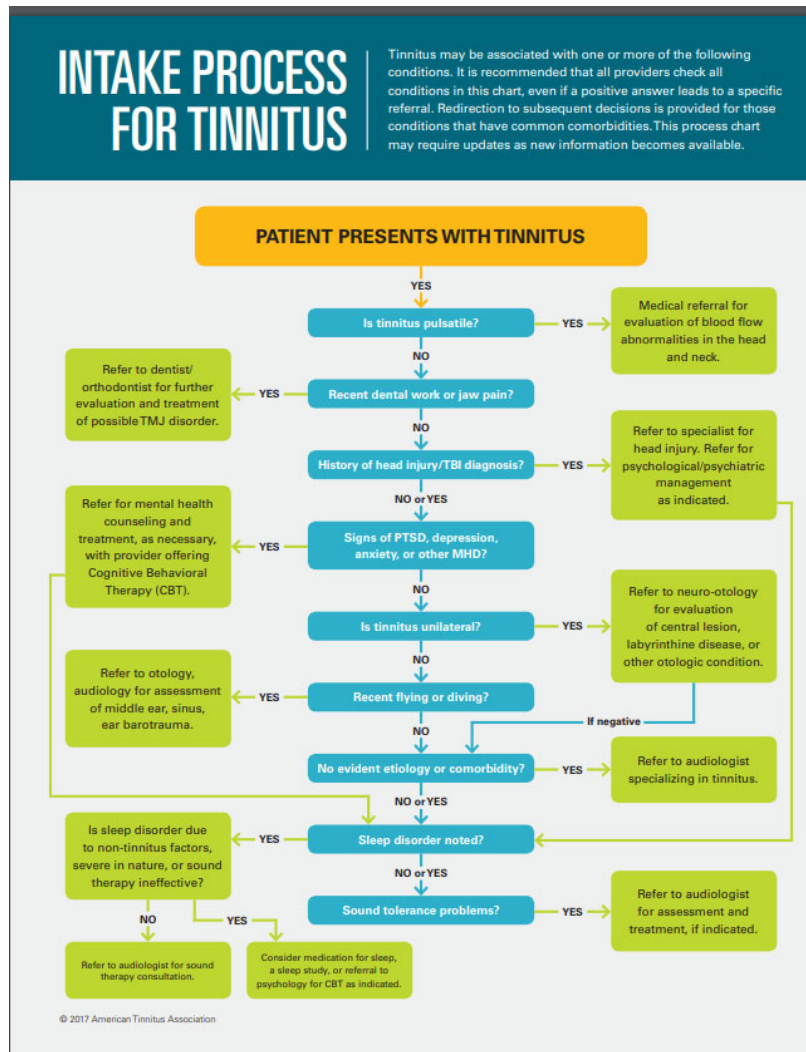 INTAKE PROCESS
FOR TINNITUS
Tinnitus may be associated with one or more of the following
conditions. It is recommended that all providers check all
conditions in this chart, even if a positive answer leads to a specific
referral. Redirection to subsequent decisions is provided for those
conditions that have common comorbidities. This process chart
may require updates as new information becomes available.
PATIENT PRESENTS WITH TINNITUS
YES
Is tinnitus pulsatile?
YES
Medical referral for
evaluation of blood flow
abnormalities in the head
and neck.
NO
Refer to dentist/
orthodontist for further
evaluation and treatment
of possible TMJ disorder.
YES
Recent dental work or jaw pain?
NO
History of head injury/TBI diagnosis?
YES
Refer to specialist for
head injury. Refer for
psychological/psychiatric
management
as indicated.
NO or YES
Refer for mental health
counseling and
treatment, as necessary,
with provider offering
Cognitive Behavioral
Therapy (CBT).
YES
Signs of PTSD, depression,
anxiety, or other MHD?
NO
Is tinnitus unilateral?
YES
Refer to neuro-otology
for evaluation
of central lesion,
labyrinthine disease, or
other otologic condition.
NO
Refer to otology,
audiology for assessment
of middle ear, sinus,
ear barotrauma.
YES
Recent flying or diving?
If negative
NO
No evident etiology or comorbidity?
YES
Refer to audiologist
specializing in tinnitus.
NO or YES
Is sleep disorder due
to non-tinnitus factors,
severe in nature, or sound
therapy ineffective?
YES
Sleep disorder noted?
NO or YES
Sound tolerance problems?
YES
Refer to audiologist
for assessment and
treatment, if indicated.
NO
YES
Refer to audiologist for sound
therapy consultation.
Consider medication for sleep,
a sleep study, or referral to
psychology for CBT as indicated.
© 2017 American Tinnitus Association